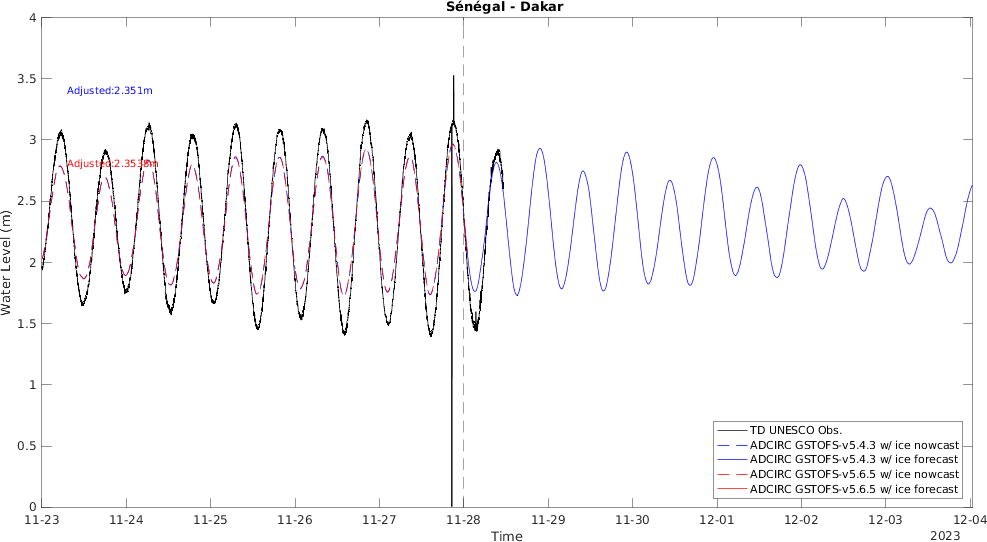 Sénégal - Dakar
4
3.5
3
2.5
2
1.5
1
0.5
0
Water Level (m)
Adjusted:2.351m
TD UNESCO Obs.
ADCIRC GSTOFS-v5.4.3 w/ ice nowcast
ADCIRC GSTOFS-v5.4.3 w/ ice forecast
ADCIRC GSTOFS-v5.6.5 w/ ice nowcast
ADCIRC GSTOFS-v5.6.5 w/ ice forecast
11-23 11-24 11-25 11-26 11-27 11-28 11-29 11-30 12-01 12-02 12-03 12-04
Time
2023